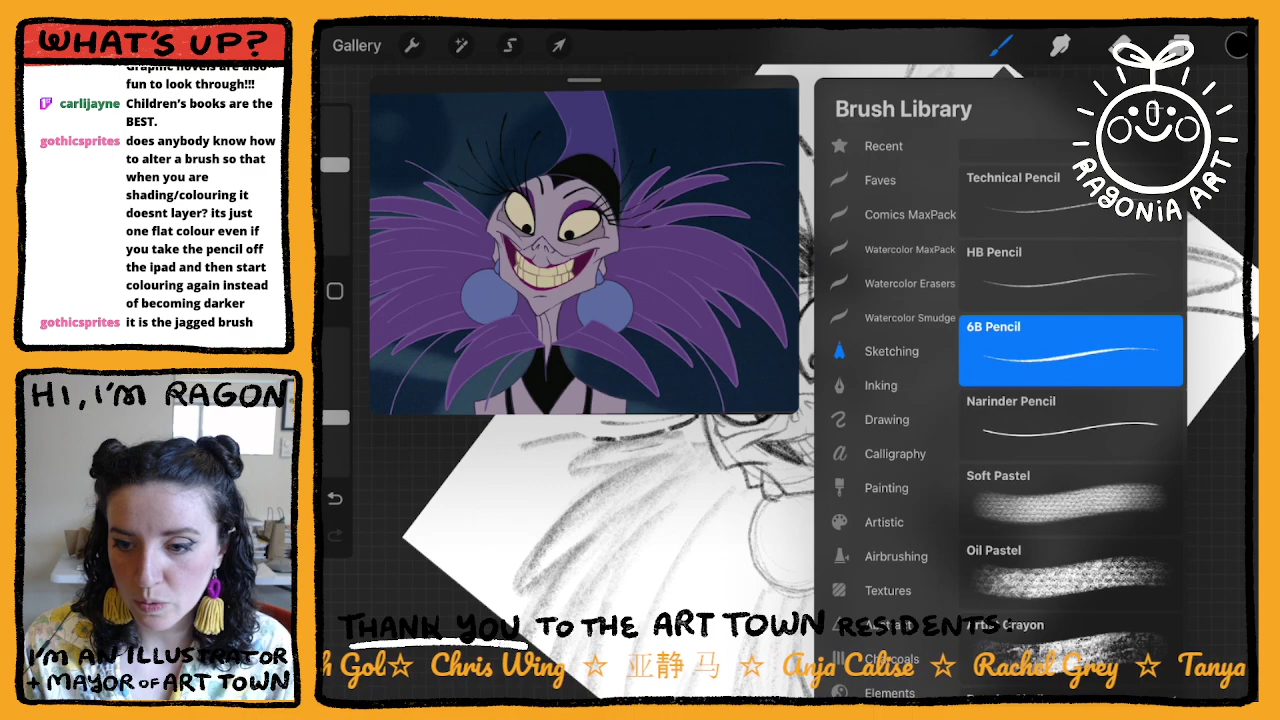 WHAT'S UP?
Graphic novels are also
fun to look through!!!
carlijayne Children's books are the
BEST.
gothicsprites does anybody know how
to alter a brush so that
when you are
shading/colouring it
doesnt layer? its just
one flat colour even if
you take the pencil off
the ipad and then start
colouring again instead
of becoming darker
gothicsprites it is the jagged brush
HI, I'M RAGON
I'M AN ILLUSTRATOR
+ MAYOR OF ART TOWN
Gallery
Brush Library
Recent
Faves
Comics MaxPack
Watercolor MaxPack
Watercolor Erasers
Watercolor Smudge
Sketching
Inking
Drawing
Calligraphy
Painting
Artistic
Airbrushing
Textures
Charcoals
Elements
Technical Pencil
HB Pencil
6B Pencil
Narinder Pencil
Soft Pastel
Oil Pastel
Crayon
RAGONIA ART
THANK YOU TO THE ART TOWN RESIDENTS
h Gol☆ Chris Wing ☆ 亚静 马 ☆ Anja Calise ☆ Rachel Grey ☆ Tanya